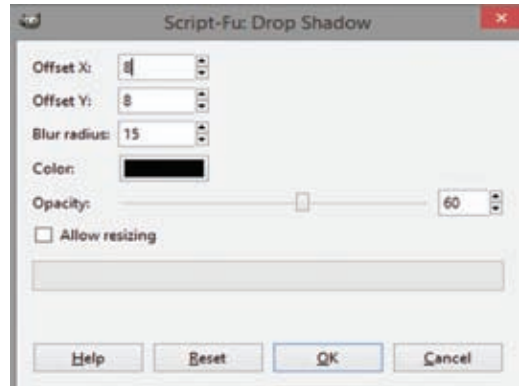 Script-Fu: Drop Shadow
Offset X: 8
Offset Y: 8
Blur radius: 15
Color:
Opacity: 60
Allow resizing
Help Reset OK Cancel